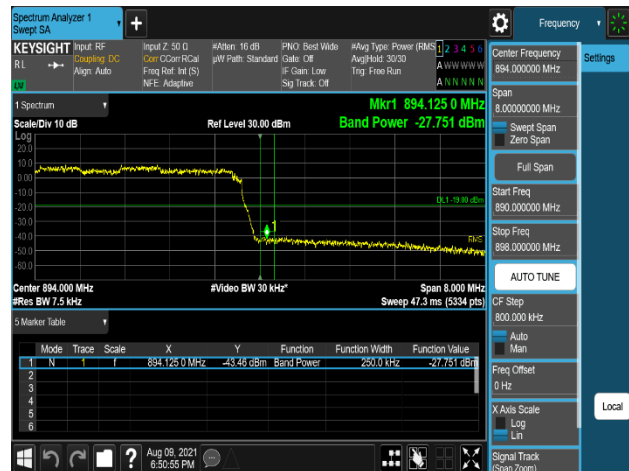 Spectrum Analyzer 1
Swept SA
+
Frequency
KEYSIGHT
Input: RF
Input Z: 50 Ω
#Atten: 16 dB
PNO: Best Wide
#Avg Type: Power (RMS
1 2 3 4 5 6
R L
Coupling: DC
Corr CCorr RCal
µW Path: Standard
Gate: Off
Avg|Hold: 30/30
A W W W W W
Align: Auto
Freq Ref: Int (S)
IF Gain: Low
Trig: Free Run
NFE: Adaptive
Sig Track: Off
A N N N N N
1 Spectrum
Mkr1 894.125 0 MHz
Scale/Div 10 dB
Ref Level 30.00 dBm
Band Power -27.751 dBm
Log
20.0
10.0
0.00
-10.0
-20.0
-30.0
-40.0
-50.0
-60.0
DL1 -19.00 dBm
1
RMS
Center 894.000 MHz
#Video BW 30 kHz*
Span 8.000 MHz
#Res BW 7.5 kHz
Sweep 47.3 ms (5334 pts)
5 Marker Table
Mode Trace Scale X Y Function Function Width Function Value
1 N 1 f 894.125 0 MHz -43.46 dBm Band Power 250.0 kHz -27.751 dBm
2
3
4
5
6
Aug 09, 2021
6:50:55 PM
?
Center Frequency
894.000000 MHz
Settings
Span
8.00000000 MHz
Swept Span
Zero Span
Full Span
Start Freq
890.000000 MHz
Stop Freq
898.000000 MHz
AUTO TUNE
CF Step
800.000 kHz
Auto
Man
Freq Offset
0 Hz
X Axis Scale
Log
Lin
Local
Signal Track
(Span Zoom)